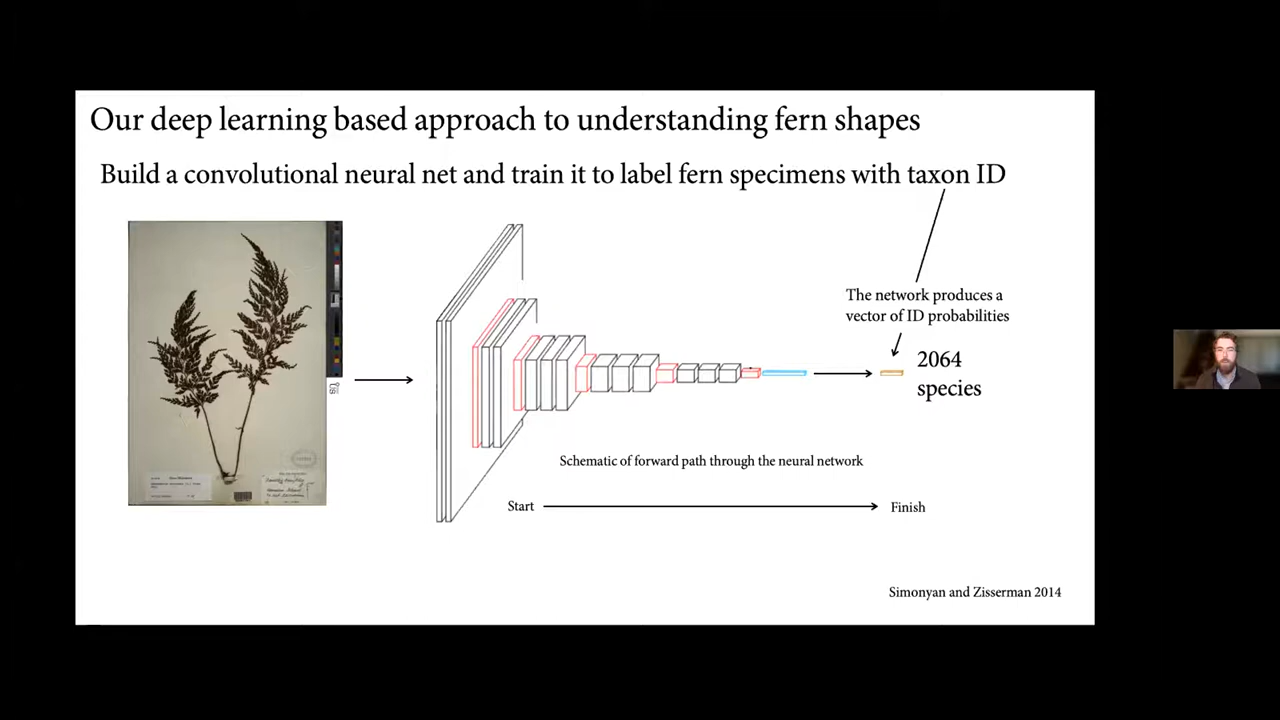 Our deep learning based approach to understanding fern shapes
Build a convolutional neural net and train it to label fern specimens with taxon ID
The network produces a
vector of ID probabilities
2064
species
Schematic of forward path through the neural network
Start
Finish
Simonyan and Zisserman 2014